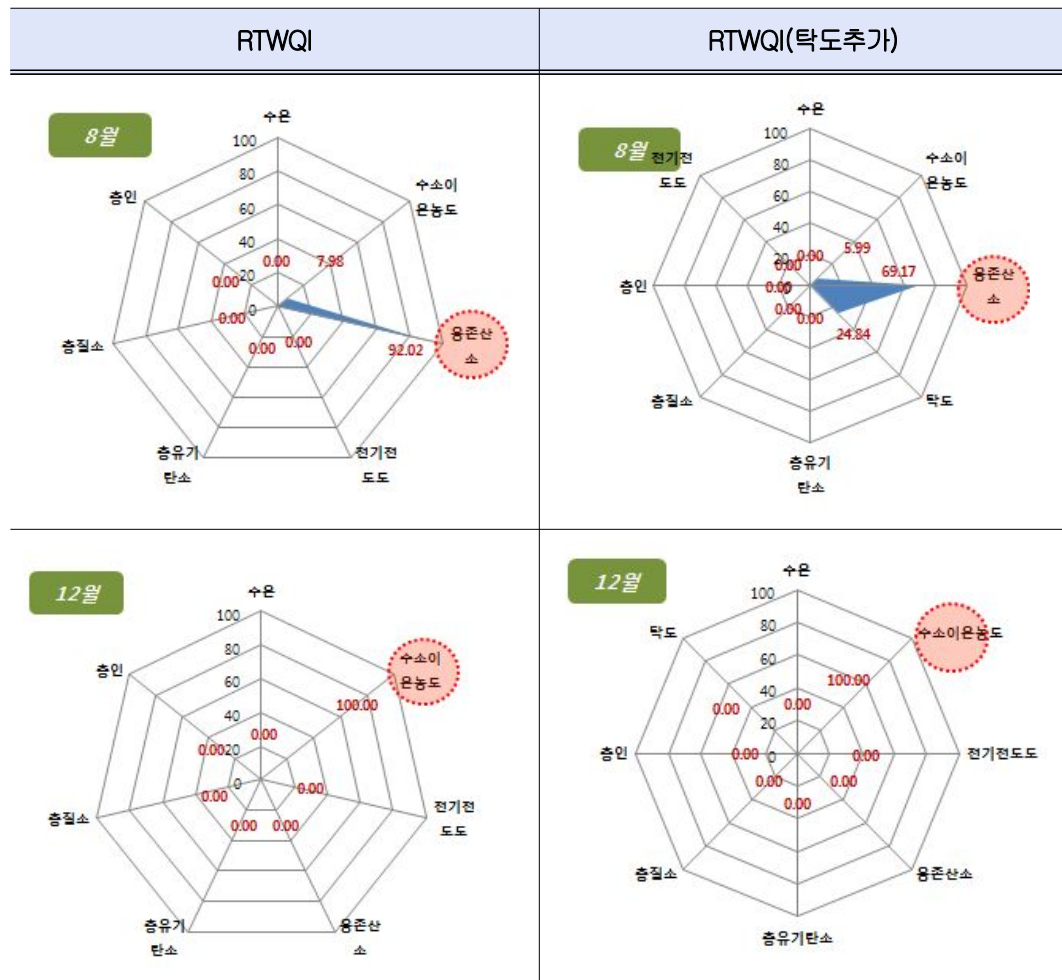 RTWQI
RTWQI(탁도추가)
8월
수온
수소이
온농도
용존산
소
전기전
도도
총유기
탄소
총질소
총인
100
80
60
40
20
0
0.00
7.98
92.02
0.00
0.00
0.00
0.00
8월
수온
수소이
온농도
용존산
소
탁도
총유기
탄소
총질소
총인
전기전
도도
100
80
60
40
20
0
0.00
5.99
69.17
24.84
0.00
0.00
0.00
0.00
12월
수온
수소이
온농도
전기전
도도
용존산
소
총유기
탄소
총질소
총인
100
80
60
40
20
0
0.00
100.00
0.00
0.00
0.00
0.00
0.00
12월
수온
수소이온농도
전기전도도
용존산소
총유기탄소
총질소
총인
탁도
100
80
60
40
20
0
0.00
100.00
0.00
0.00
0.00
0.00
0.00
0.00